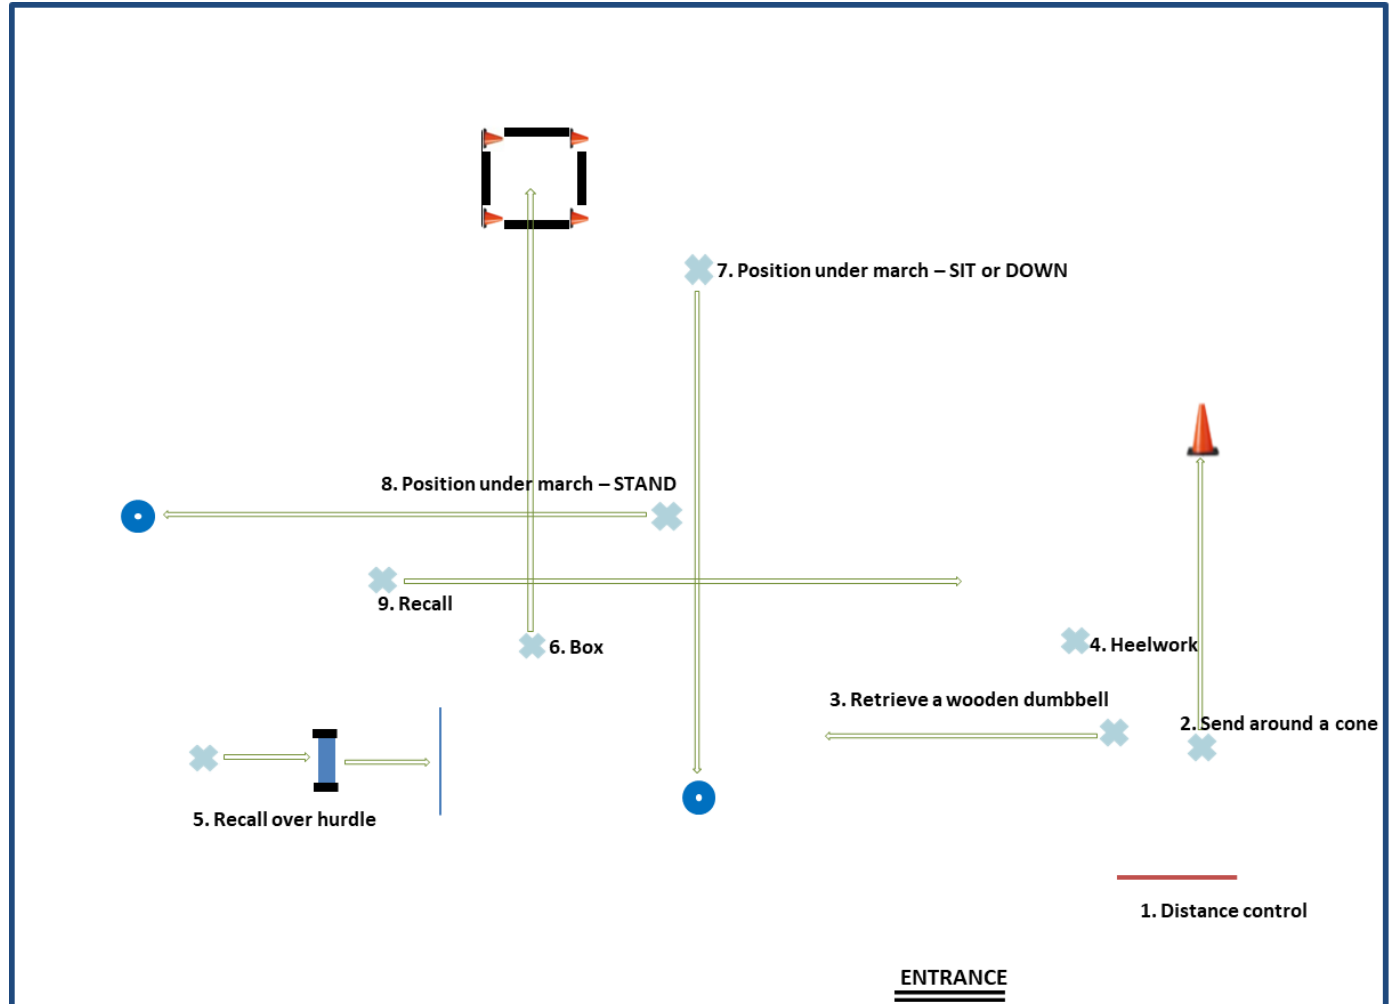 7. Position under march – SIT or DOWN
8. Position under march – STAND
9. Recall
6. Box
4. Heelwork
3. Retrieve a wooden dumbbell
2. Send around a cone
5. Recall over hurdle
1. Distance control
ENTRANCE